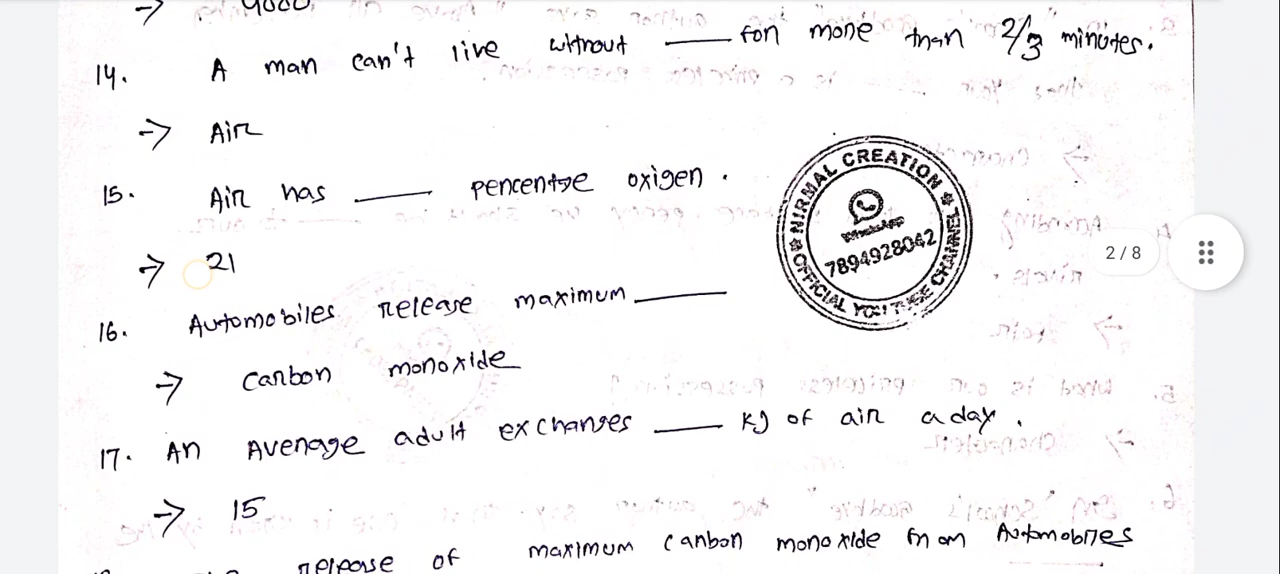 → 9000
14. A man can't live without ___ for more than 2/3 minutes.
→ Air
15. Air has ___ percentge oxigen.
→ 21
16. Automobiles release maximum ___
→ Carbon monoxide
17. An Average adult exchanges ___ kg of air a day.
→ 15
release of maximum carbon monoxide from Automobiles
NIRMAL CREATION
WhatsApp
7894928042
OFFICIAL YOUTUBE CHANNEL
2 / 8